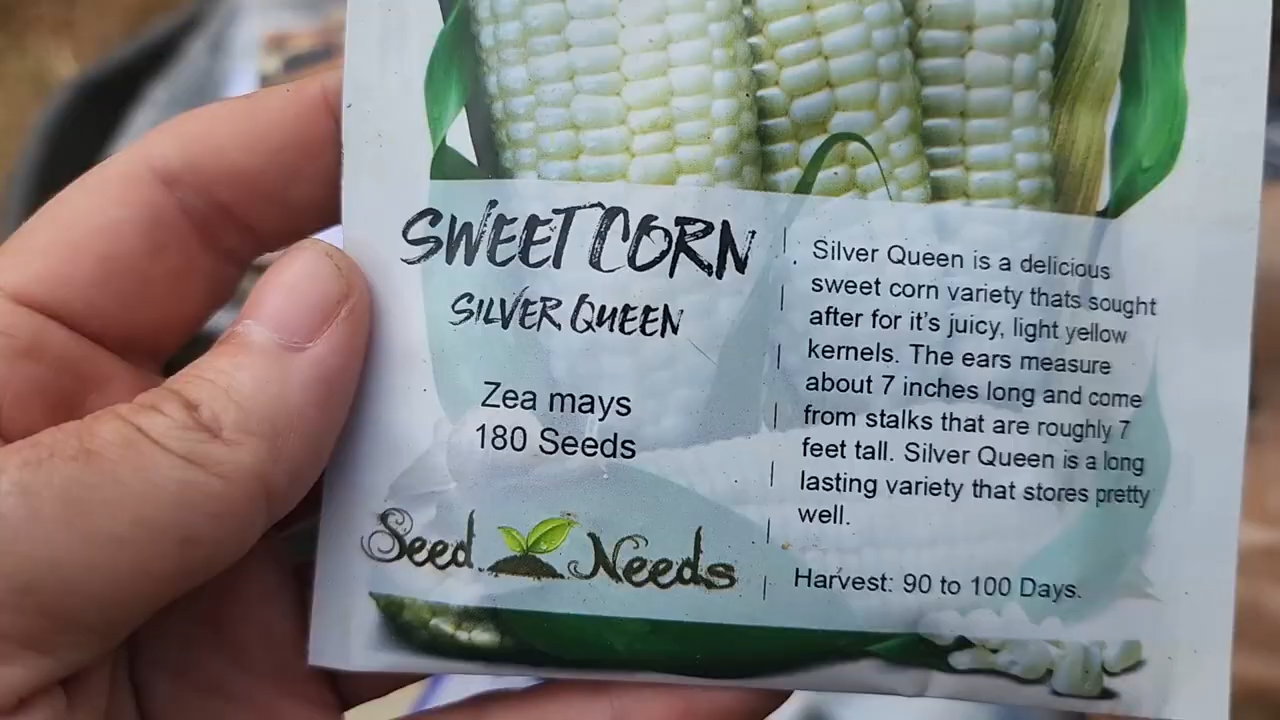 SWEET CORN
SILVER QUEEN
Zea mays
180 Seeds
Seed Needs
Silver Queen is a delicious
sweet corn variety thats sought
after for it's juicy, light yellow
kernels. The ears measure
about 7 inches long and come
from stalks that are roughly 7
feet tall. Silver Queen is a long
lasting variety that stores pretty
well.
Harvest: 90 to 100 Days.